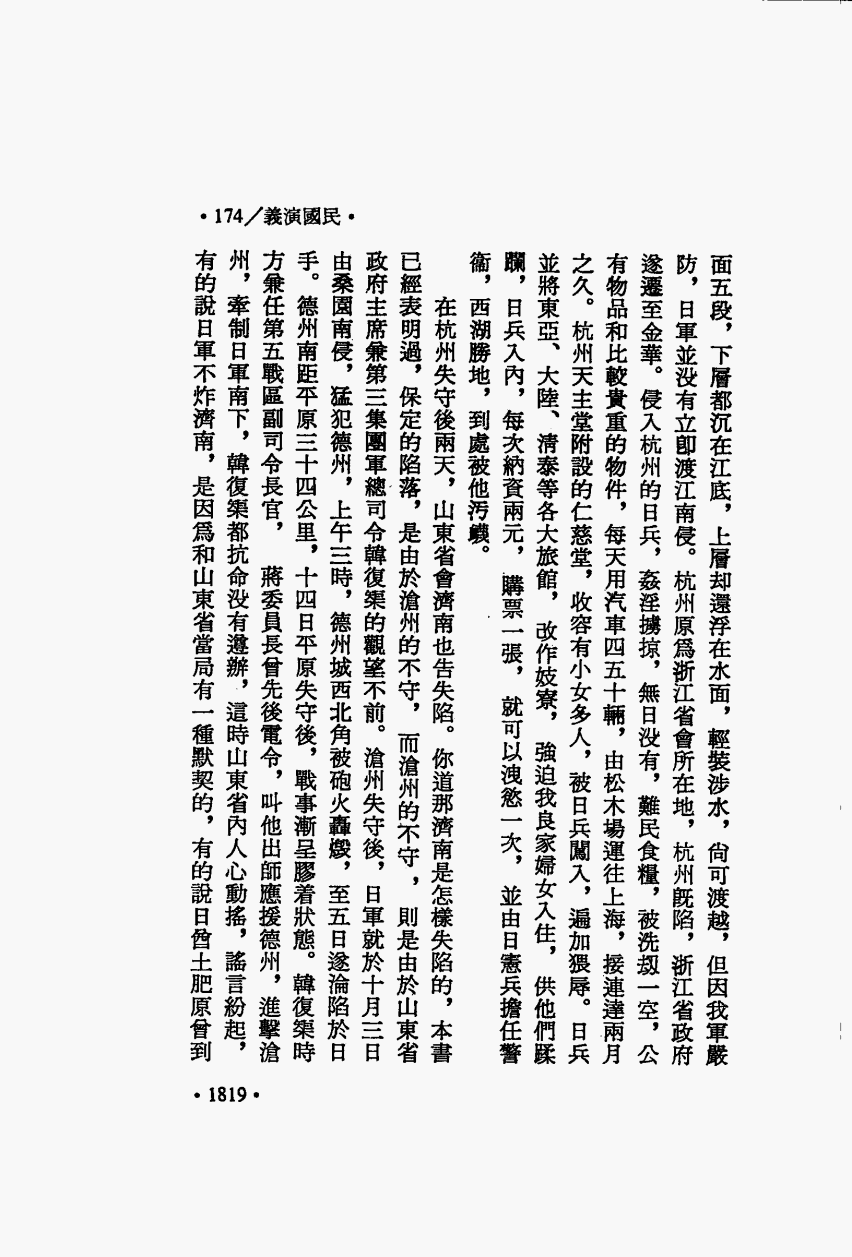 ·民國演義／174·
面五段，下層都沉在江底，上層却還浮在水面，輕裝涉水，尙可渡越，但因我軍嚴
防，日軍並没有立卽渡江南侵。杭州原爲浙江省會所在地，杭州旣陷，浙江省政府
遂遷至金華。侵入杭州的日兵，姦淫擄掠，無日没有，難民食糧，被洗刼一空，公
有物品和比較貴重的物件，每天用汽車四五十輛，由松木場運往上海，接連達兩月
之久。杭州天主堂附設的仁慈堂，收容有小女多人，被日兵闖入，遍加猥辱。日兵
並將東亞、大陸、清泰等各大旅館，改作妓寮，強迫我良家婦女入住，供他們蹂
躝，日兵入內，每次納資兩元，購票一張，就可以洩慾一次，並由日憲兵擔任警
衞，西湖勝地，到處被他汚衊。
在杭州失守後兩天，山東省會濟南也告失陷。你道那濟南是怎樣失陷的，本書
已經表明過，保定的陷落，是由於滄州的不守，而滄州的不守，則是由於山東省
政府主席兼第三集團軍總司令韓復榘的觀望不前。滄州失守後，日軍就於十月三日
由桑園南侵，猛犯德州，上午三時，德州城西北角被砲火轟燬，至五日遂淪陷於日
手。德州南距平原三十四公里，十四日平原失守後，戰事漸呈膠着狀態。韓復榘時
方兼任第五戰區副司令長官，　蔣委員長曾先後電令，叫他出師應援德州，進擊滄
州，牽制日軍南下，韓復榘都抗命没有遵辦，這時山東省內人心動搖，謠言紛起，
有的說日軍不炸濟南，是因爲和山東省當局有一種默契的，有的說日酋土肥原曾到
·1819·